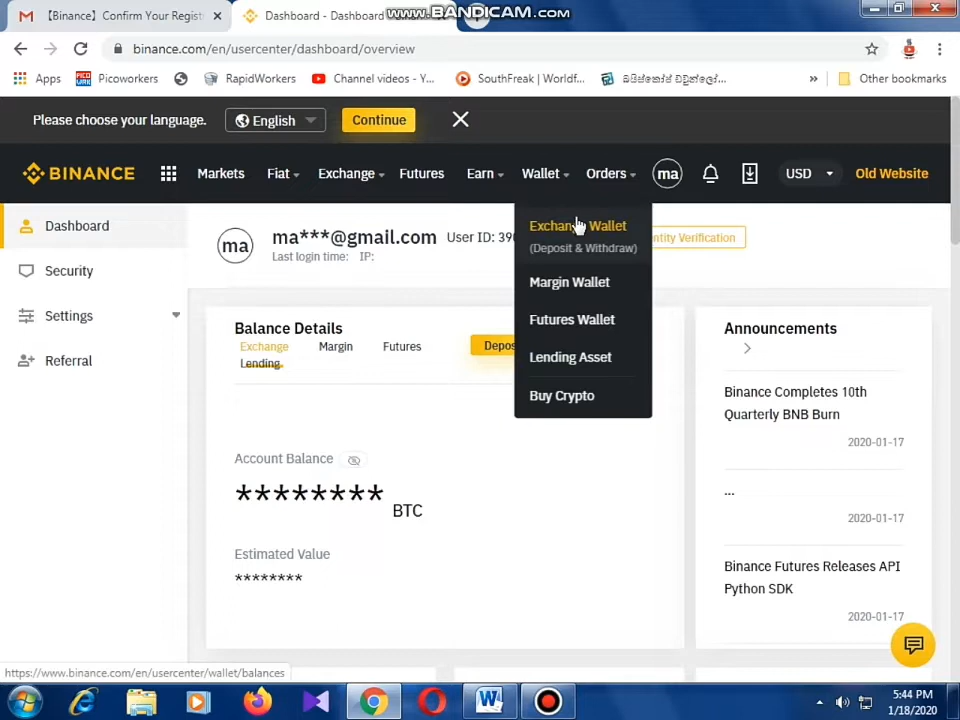 www.BANDICAM.com
【Binance】Confirm Your Regist
Dashboard - Dashboard
binance.com/en/usercenter/dashboard/overview
Apps Picoworkers RapidWorkers Channel videos - Y... SouthFreak | Worldf... » Other bookmarks
Please choose your language. English Continue
BINANCE Markets Fiat Exchange Futures Earn Wallet Orders ma USD Old Website
Dashboard
Security
Settings
Referral
ma ma***@gmail.com User ID: 390 entity Verification
Last login time: IP:
Exchange Wallet
(Deposit & Withdraw)
Margin Wallet
Futures Wallet
Lending Asset
Buy Crypto
Balance Details
Exchange Margin Futures Depos
Lending
Account Balance
******** BTC
Estimated Value
********
Announcements
Binance Completes 10th
Quarterly BNB Burn
2020-01-17
...
2020-01-17
Binance Futures Releases API
Python SDK
2020-01-17
https://www.binance.com/en/usercenter/wallet/balances
5:44 PM
1/18/2020